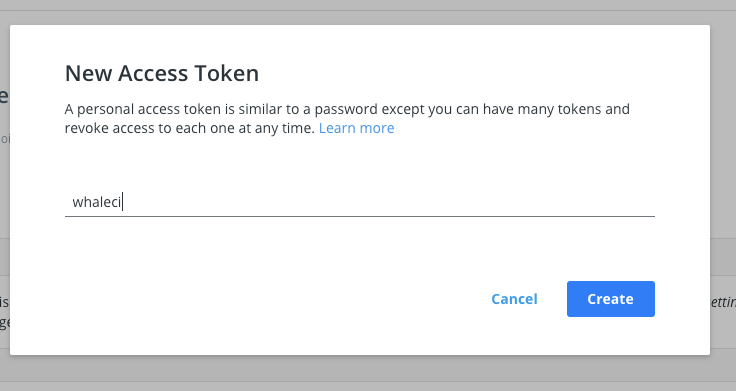 New Access Token
A personal access token is similar to a password except you can have many tokens and
revoke access to each one at any time. Learn more
whaleci
Cancel
Create